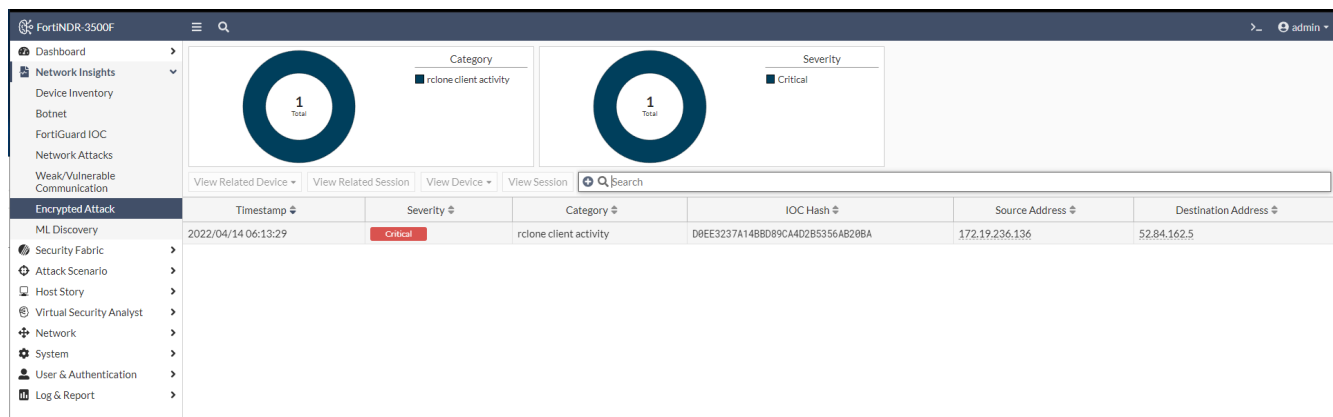 FortiNDR-3500F
>_ admin
Dashboard
Network Insights
Device Inventory
Botnet
FortiGuard IOC
Network Attacks
Weak/Vulnerable
Communication
Encrypted Attack
ML Discovery
Security Fabric
Attack Scenario
Host Story
Virtual Security Analyst
Network
System
User & Authentication
Log & Report
Category
rclone client activity
1
Total
Severity
Critical
1
Total
View Related Device View Related Session View Device View Session Search
Timestamp Severity Category IOC Hash Source Address Destination Address
2022/04/14 06:13:29 Critical rclone client activity D0EE3237A14BBD89CA4D2B5356AB20BA 172.19.236.136 52.84.162.5